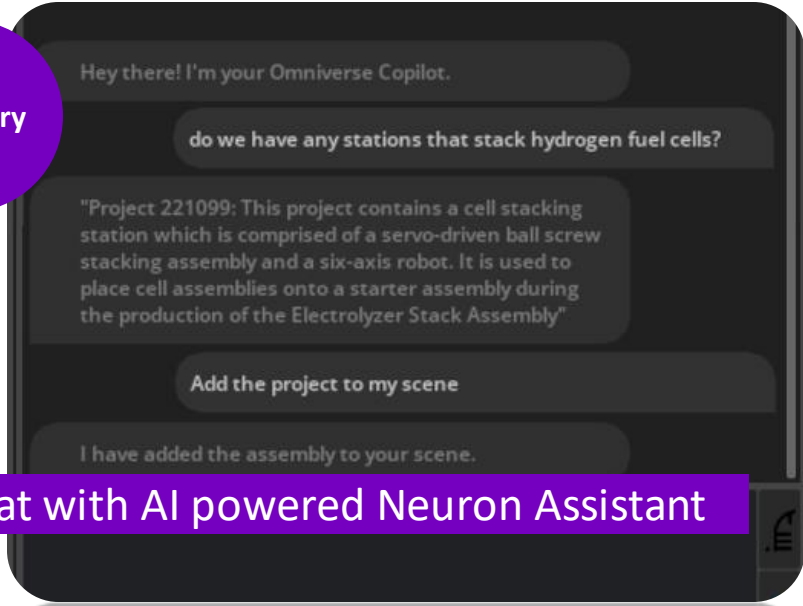 Hey there! I'm your Omniverse Copilot.
ry
do we have any stations that stack hydrogen fuel cells?
"Project 221099: This project contains a cell stacking
station which is comprised of a servo-driven ball screw
stacking assembly and a six-axis robot. It is used to
place cell assemblies onto a starter assembly during
the production of the Electrolyzer Stack Assembly"
Add the project to my scene
I have added the assembly to your scene.
at with AI powered Neuron Assistant